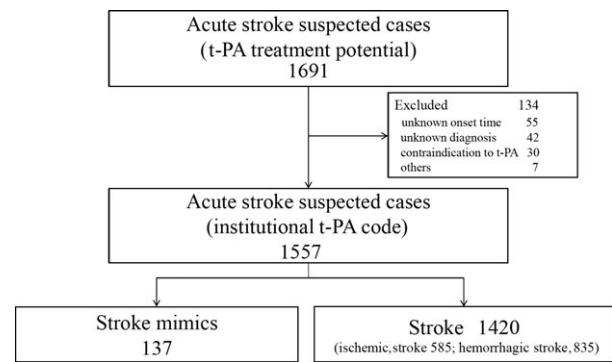 Acute stroke suspected cases
(t-PA treatment potential)
1691
Excluded 134
unknown onset time 55
unknown diagnosis 42
contraindication to t-PA 30
others 7
Acute stroke suspected cases
(institutional t-PA code)
1557
Stroke mimics
137
Stroke 1420
(ischemic,stroke 585; hemorrhagic stroke, 835)